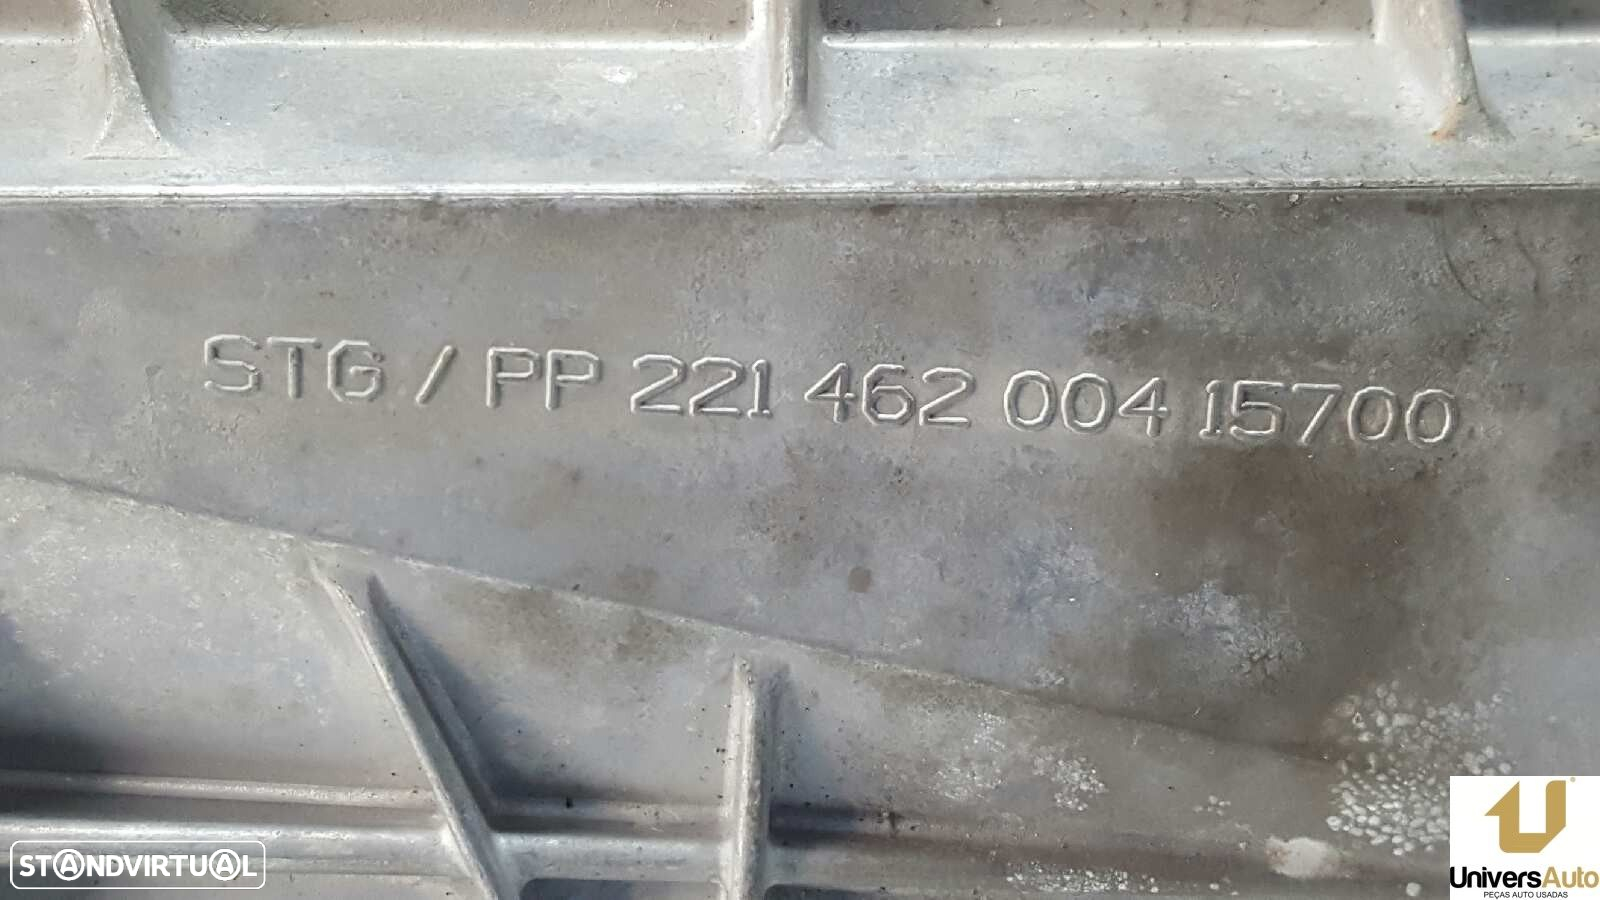 STG / PP 221 462 004 15700
STANDVIRTUAL
UniversAuto
PEÇAS AUTO USADAS